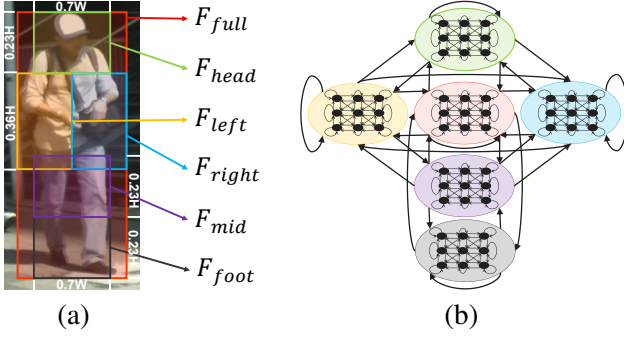 0.7W
0.23H
0.36H
0.23H
0.23H
0.7W
F_full
F_head
F_left
F_right
F_mid
F_foot
(a)
(b)